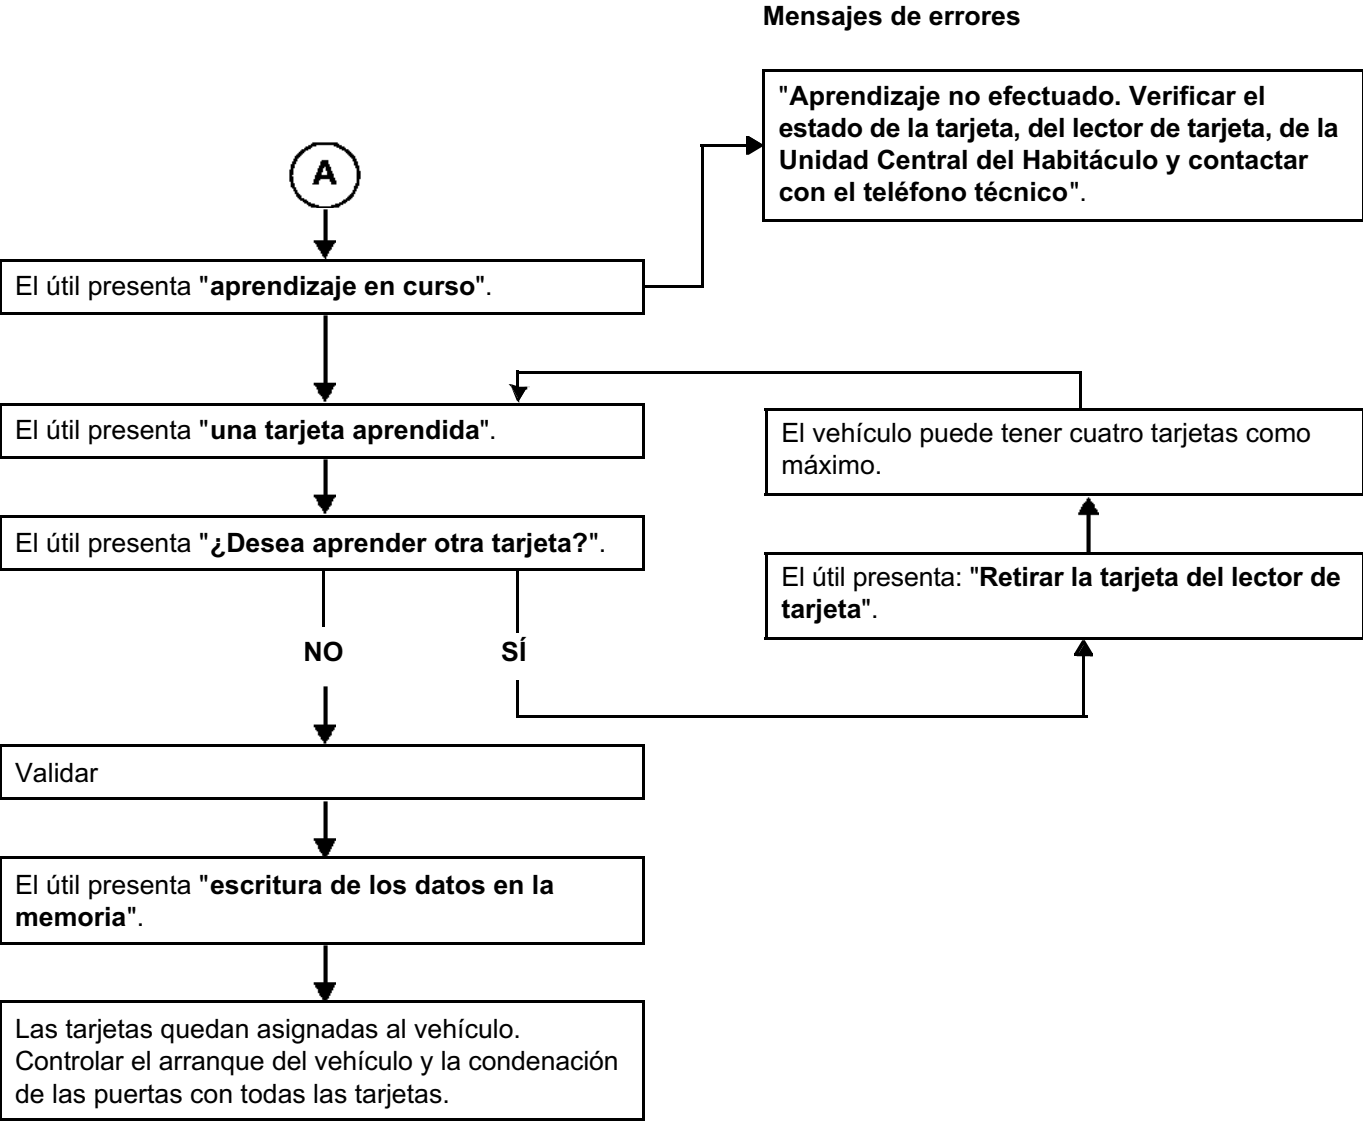 Mensajes de errores
"Aprendizaje no efectuado. Verificar el
estado de la tarjeta, del lector de tarjeta, de la
Unidad Central del Habitáculo y contactar
con el teléfono técnico".
A
El útil presenta "aprendizaje en curso".
El útil presenta "una tarjeta aprendida".
El vehículo puede tener cuatro tarjetas como
máximo.
El útil presenta "¿Desea aprender otra tarjeta?".
El útil presenta: "Retirar la tarjeta del lector de
tarjeta".
NO
SÍ
Validar
El útil presenta "escritura de los datos en la
memoria".
Las tarjetas quedan asignadas al vehículo.
Controlar el arranque del vehículo y la condenación
de las puertas con todas las tarjetas.